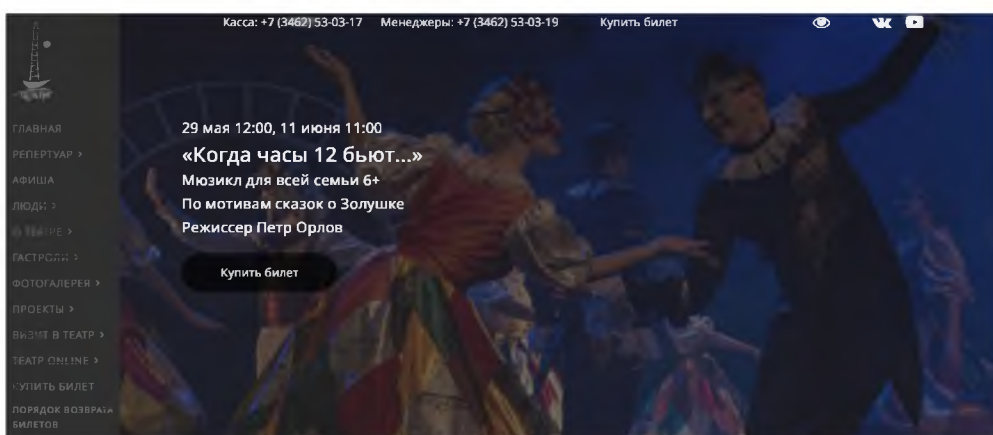 Касса: +7 (3462) 53-03-17 Менеджеры: +7 (3462) 53-03-19 Купить билет
29 мая 12:00, 11 июня 11:00
«Когда часы 12 бьют...»
Мюзикл для всей семьи 6+
По мотивам сказок о Золушке
Режиссер Петр Орлов
Купить билет
ГЛАВНАЯ
РЕПЕРТУАР >
АФИША
ЛЮДИ >
О ТЕАТРЕ >
ГАСТРОЛИ >
ФОТОГАЛЕРЕЯ >
ПРОЕКТЫ >
ВИЗИТ В ТЕАТР >
ТЕАТР ONLINE >
КУПИТЬ БИЛЕТ
ПОРЯДОК ВОЗВРАТА
БИЛЕТОВ